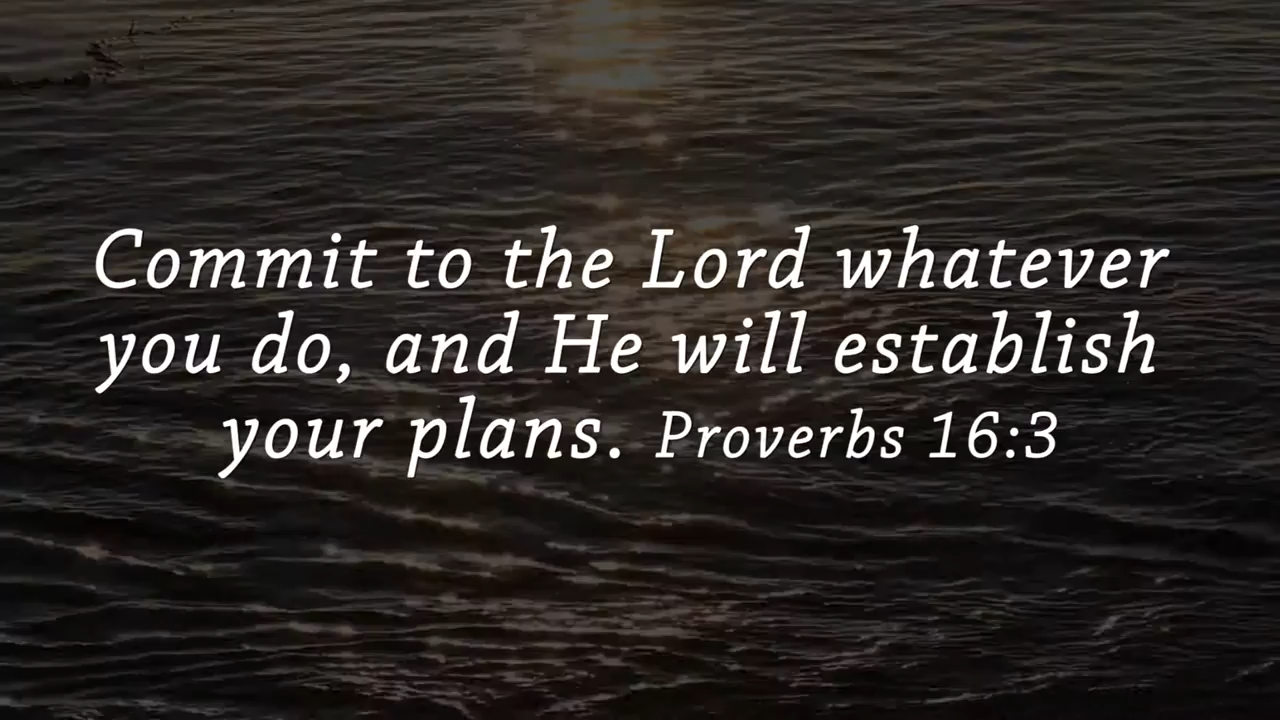 Commit to the Lord whatever
you do, and He will establish
your plans. Proverbs 16:3